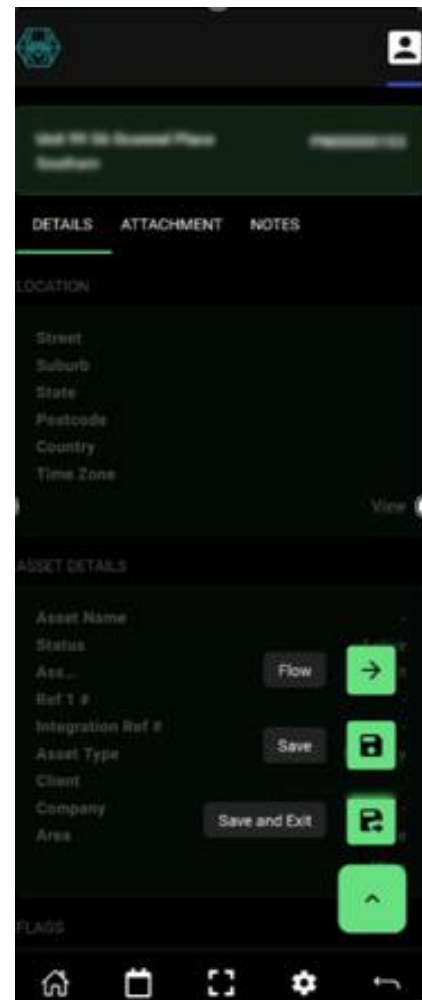 DETAILS ATTACHMENT NOTES
LOCATION
Street
Suburb
State
Postcode
Country
Time Zone
View
ASSET DETAILS
Asset Name
Status
Ass...
Flow
Ref 1 #
Integration Ref #
Save
Asset Type
Client
Company
Save and Exit
Area
FLAGS